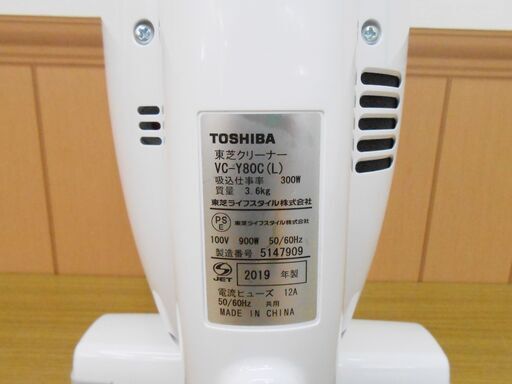 TOSHIBA
東芝クリーナー
VC-Y80C(L)
吸込仕事率 300W
質量 3.6kg
東芝ライフスタイル株式会社
PS
E
東芝ライフスタイル株式会社
100V 900W 50/60Hz
製造番号 5147909
JET
2019 年製
電流ヒューズ 12A
50/60Hz 共用
MADE IN CHINA